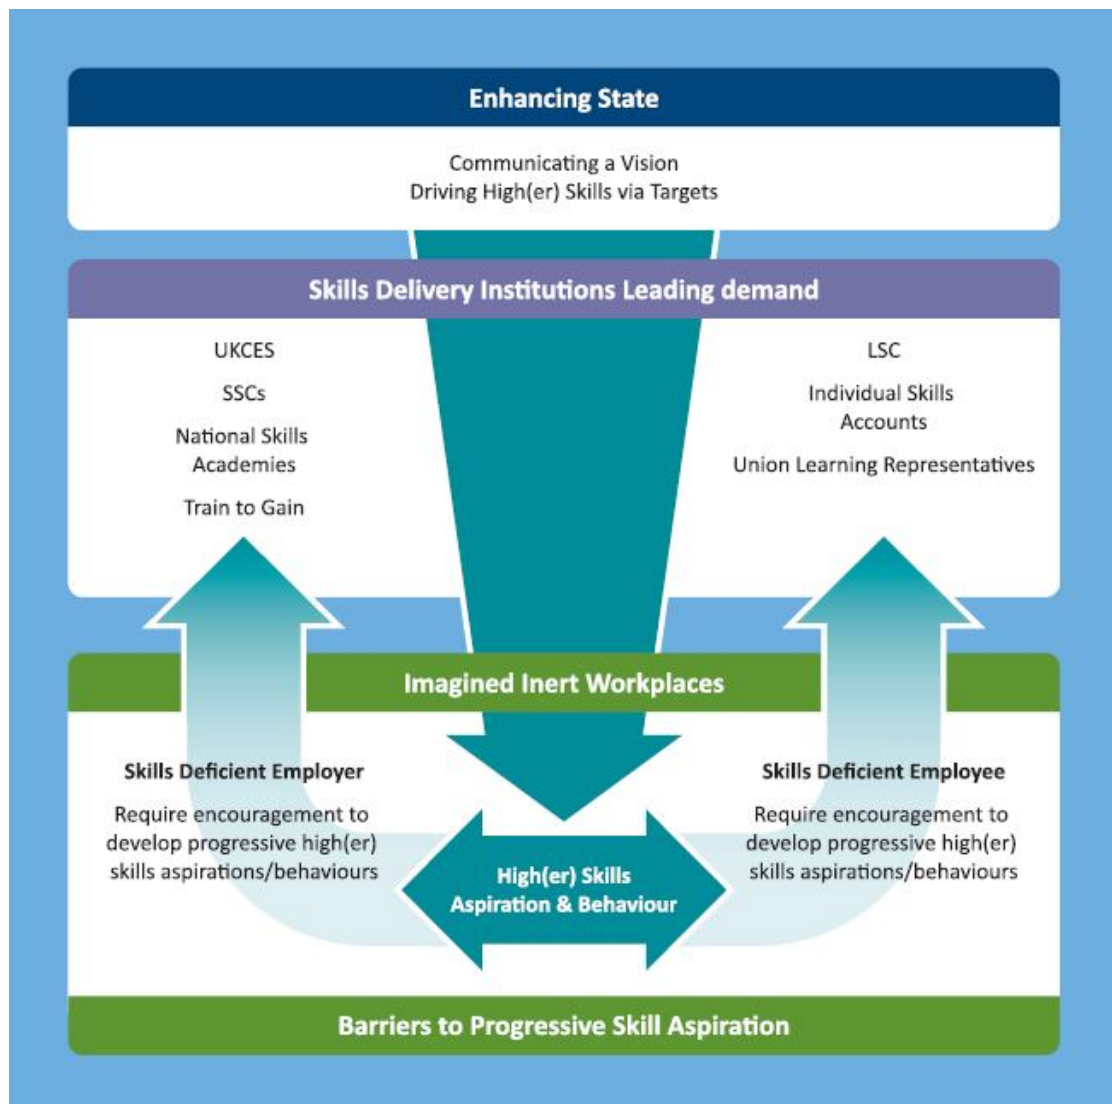 Enhancing State
Communicating a Vision
Driving High(er) Skills via Targets
Skills Delivery Institutions Leading demand
UKCES
SSCs
National Skills
Academies
Train to Gain
LSC
Individual Skills
Accounts
Union Learning Representatives
Imagined Inert Workplaces
Skills Deficient Employer
Require encouragement to
develop progressive high(er)
skills aspirations/behaviours
High(er) Skills
Aspiration & Behaviour
Skills Deficient Employee
Require encouragement to
develop progressive high(er)
skills aspirations/behaviours
Barriers to Progressive Skill Aspiration